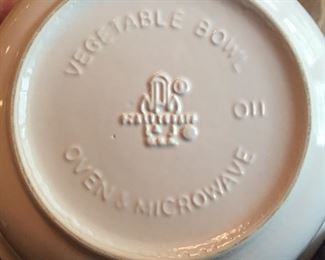 VEGETABLE BOWL
011
OVEN & MICROWAVE